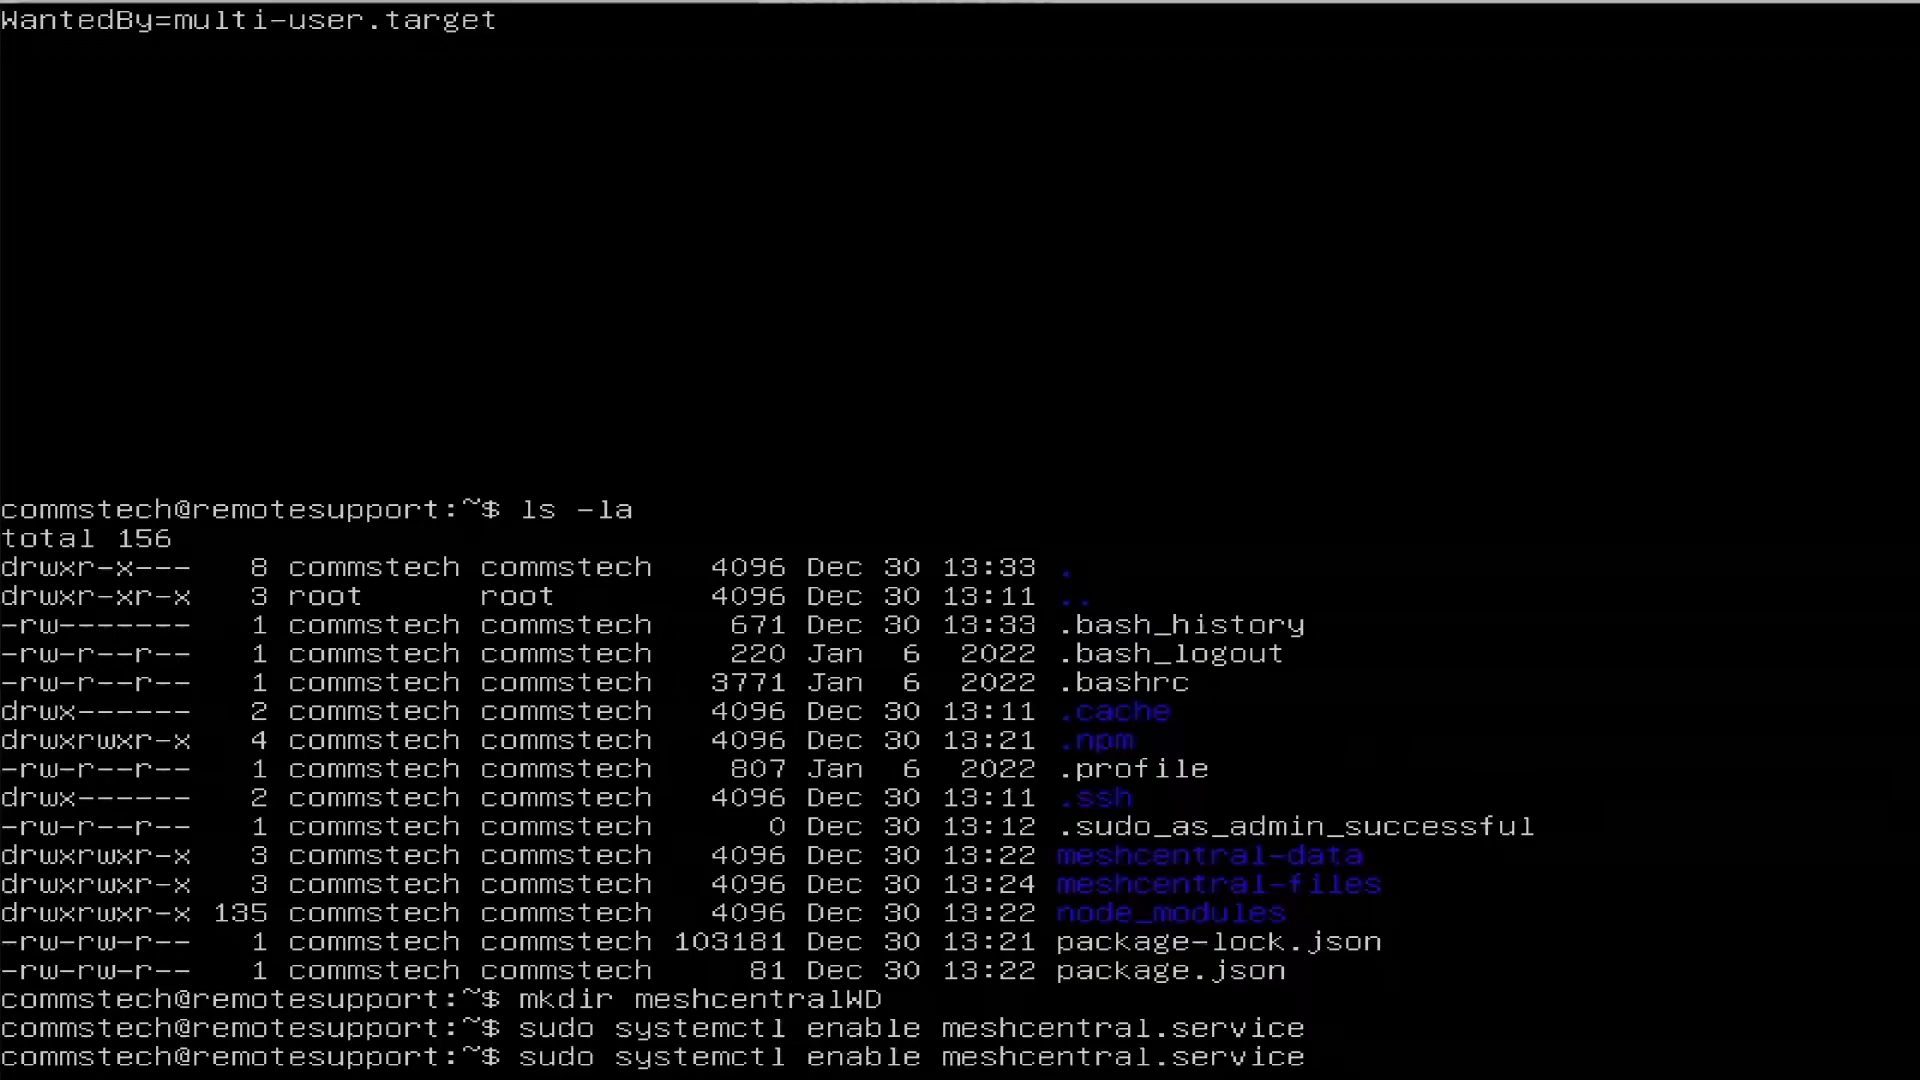 WantedBy=multi-user.target
commstech@remotesupport:~$ ls -la
total 156
drwxr-x---   8 commstech commstech   4096 Dec 30 13:33 .
drwxr-xr-x   3 root      root        4096 Dec 30 13:11 ..
-rw-------   1 commstech commstech    671 Dec 30 13:33 .bash_history
-rw-r--r--   1 commstech commstech    220 Jan  6  2022 .bash_logout
-rw-r--r--   1 commstech commstech   3771 Jan  6  2022 .bashrc
drwx------   2 commstech commstech   4096 Dec 30 13:11 .cache
drwxrwxr-x   4 commstech commstech   4096 Dec 30 13:21 .npm
-rw-r--r--   1 commstech commstech    807 Jan  6  2022 .profile
drwx------   2 commstech commstech   4096 Dec 30 13:11 .ssh
-rw-r--r--   1 commstech commstech      0 Dec 30 13:12 .sudo_as_admin_successful
drwxrwxr-x   3 commstech commstech   4096 Dec 30 13:22 meshcentral-data
drwxrwxr-x   3 commstech commstech   4096 Dec 30 13:24 meshcentral-files
drwxrwxr-x 135 commstech commstech   4096 Dec 30 13:22 node_modules
-rw-rw-r--   1 commstech commstech 103181 Dec 30 13:21 package-lock.json
-rw-rw-r--   1 commstech commstech     81 Dec 30 13:22 package.json
commstech@remotesupport:~$ mkdir meshcentralWD
commstech@remotesupport:~$ sudo systemctl enable meshcentral.service
commstech@remotesupport:~$ sudo systemctl enable meshcentral.service